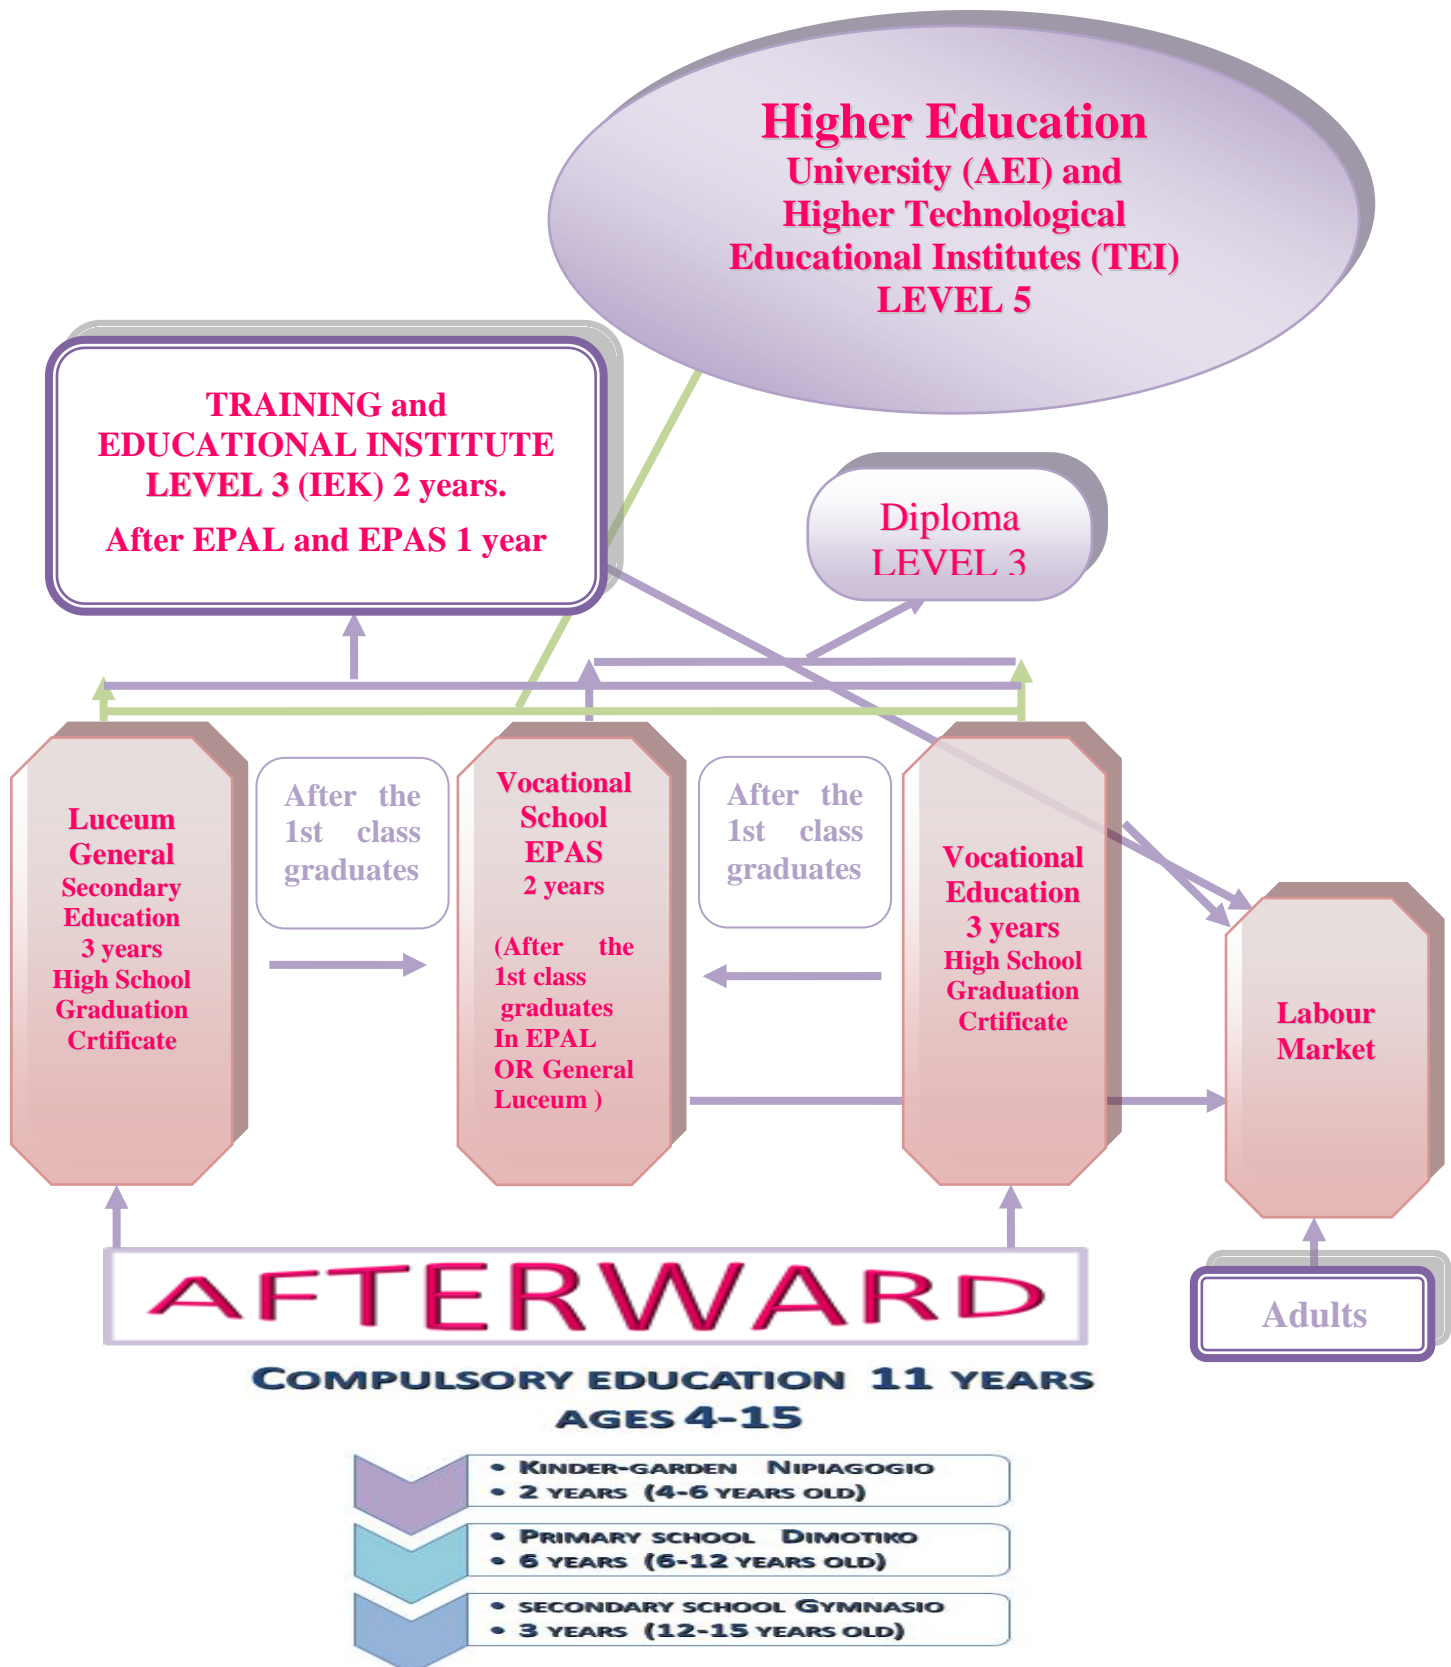 Higher Education
University (AEI) and
Higher Technological
Educational Institutes (TEI)
LEVEL 5
TRAINING and
EDUCATIONAL INSTITUTE
LEVEL 3 (IEK) 2 years.
After EPAL and EPAS 1 year
Diploma
LEVEL 3
Luceum
General
Secondary
Education
3 years
High School
Graduation
Crtificate
After the
1st class
graduates
Vocational
School
EPAS
2 years
(After the
1st class
graduates
In EPAL
OR General
Luceum )
After the
1st class
graduates
Vocational
Education
3 years
High School
Graduation
Crtificate
Labour
Market
AFTERWARD
Adults
COMPULSORY EDUCATION 11 YEARS
AGES 4-15
• KINDER-GARDEN NIPIAGOGIO
• 2 YEARS (4-6 YEARS OLD)
• PRIMARY SCHOOL DIMOTIKO
• 6 YEARS (6-12 YEARS OLD)
• SECONDARY SCHOOL GYMNASIO
• 3 YEARS (12-15 YEARS OLD)